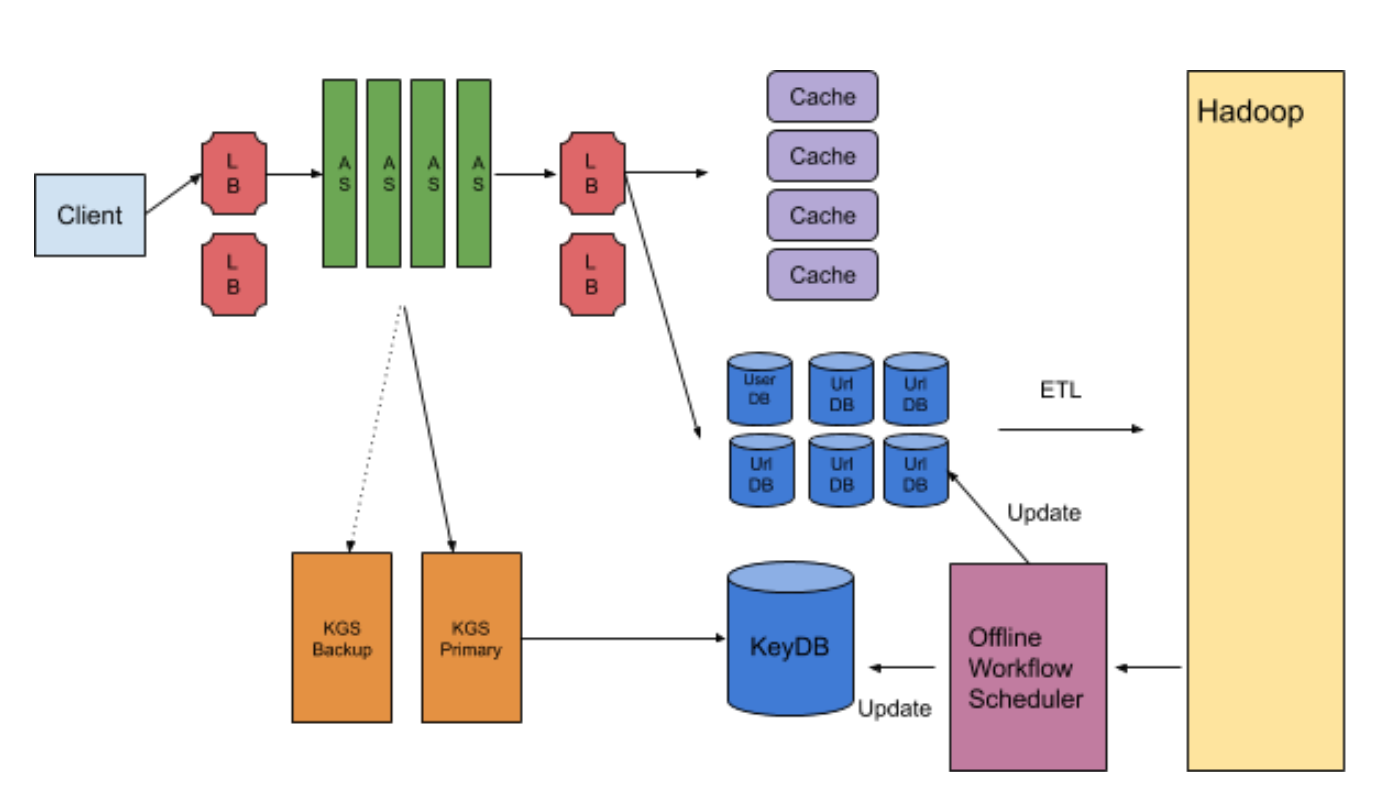 Client
L
B
L
B
A
S
A
S
A
S
A
S
L
B
L
B
Cache
Cache
Cache
Cache
Hadoop
User
DB
Url
DB
Url
DB
Url
DB
Url
DB
Url
DB
ETL
Update
KGS
Backup
KGS
Primary
KeyDB
Update
Offline
Workflow
Scheduler